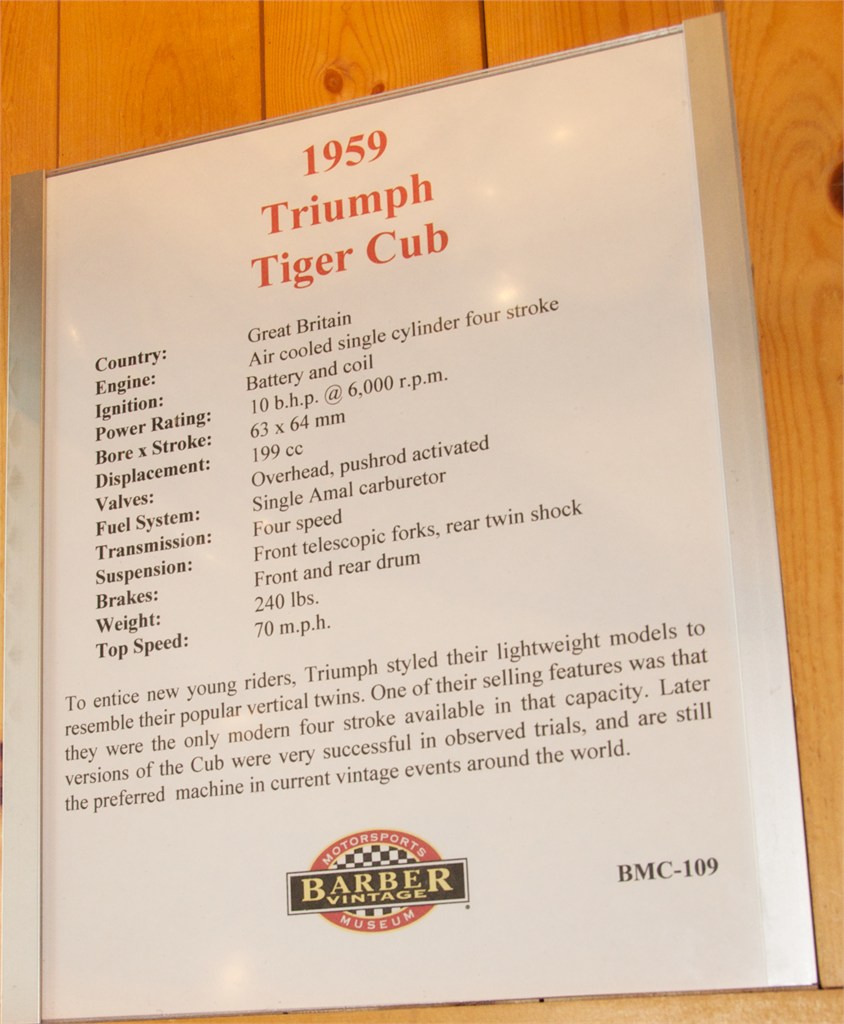 1959
Triumph
Tiger Cub
Country: Great Britain
Engine: Air cooled single cylinder four stroke
Ignition: Battery and coil
Power Rating: 10 b.h.p. @ 6,000 r.p.m.
Bore x Stroke: 63 x 64 mm
Displacement: 199 cc
Valves: Overhead, pushrod activated
Fuel System: Single Amal carburetor
Transmission: Four speed
Suspension: Front telescopic forks, rear twin shock
Brakes: Front and rear drum
Weight: 240 lbs.
Top Speed: 70 m.p.h.
To entice new young riders, Triumph styled their lightweight models to
resemble their popular vertical twins. One of their selling features was that
they were the only modern four stroke available in that capacity. Later
versions of the Cub were very successful in observed trials, and are still
the preferred machine in current vintage events around the world.
MOTORSPORTS
BARBER
VINTAGE
MUSEUM
BMC-109